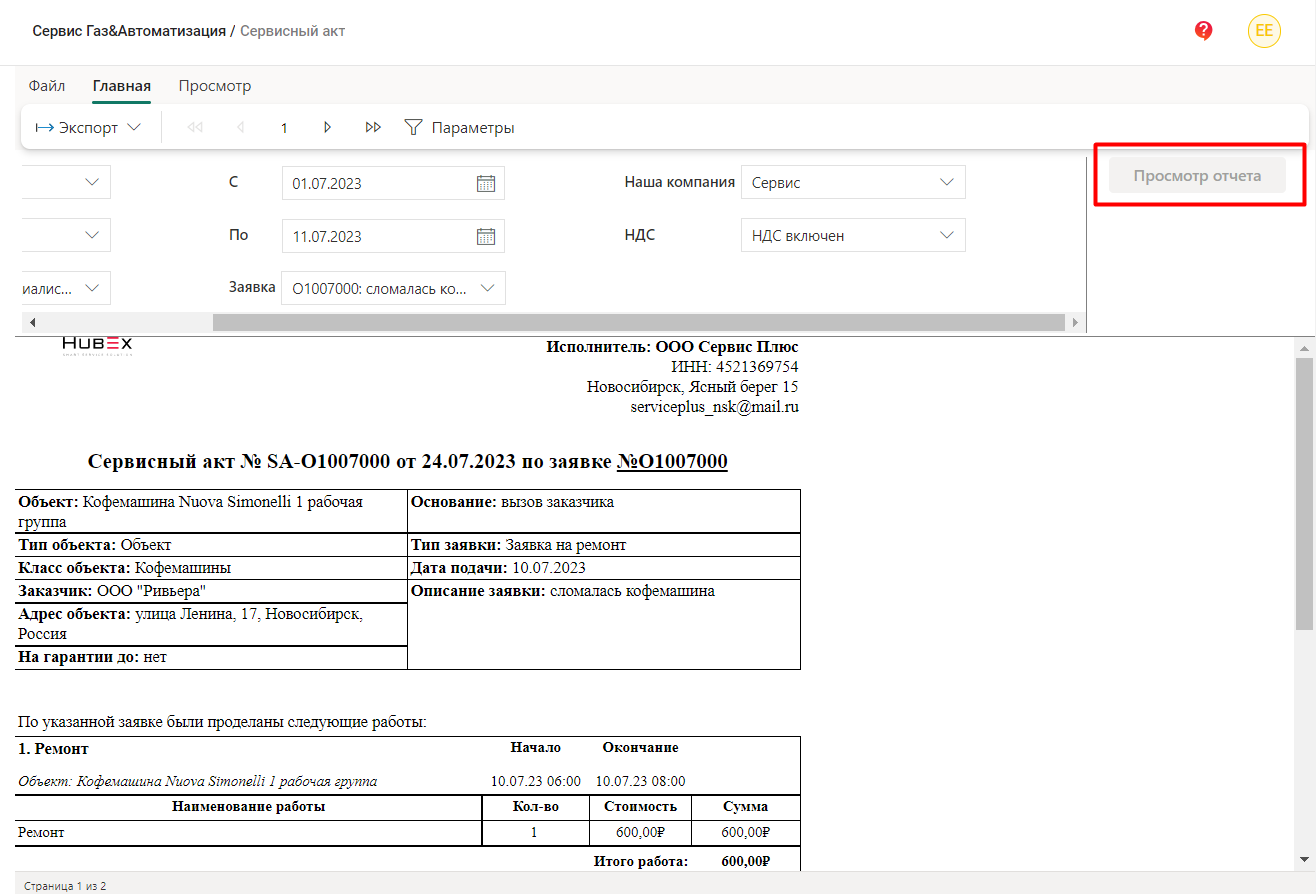 Сервис Газ&Автоматизация / Сервисный акт
?
EE
Файл Главная Просмотр
Экспорт 1 Параметры
С 01.07.2023 Наша компания Сервис Просмотр отчета
По 11.07.2023 НДС НДС включен
иалис... Заявка O1007000: сломалась ко...
HUBEX
Исполнитель: ООО Сервис Плюс
ИНН: 4521369754
Новосибирск, Ясный берег 15
serviceplus_nsk@mail.ru
Сервисный акт № SA-O1007000 от 24.07.2023 по заявке №O1007000
Объект: Кофемашина Nuova Simonelli 1 рабочая Основание: вызов заказчика
группа
Тип объекта: Объект Тип заявки: Заявка на ремонт
Класс объекта: Кофемашины Дата подачи: 10.07.2023
Заказчик: ООО "Ривьера" Описание заявки: сломалась кофемашина
Адрес объекта: улица Ленина, 17, Новосибирск,
Россия
На гарантии до: нет
По указанной заявке были проделаны следующие работы:
1. Ремонт Начало Окончание
Объект: Кофемашина Nuova Simonelli 1 рабочая группа 10.07.23 06:00 10.07.23 08:00
Наименование работы Кол-во Стоимость Сумма
Ремонт 1 600,00₽ 600,00₽
Итого работа: 600,00₽
Страница 1 из 2